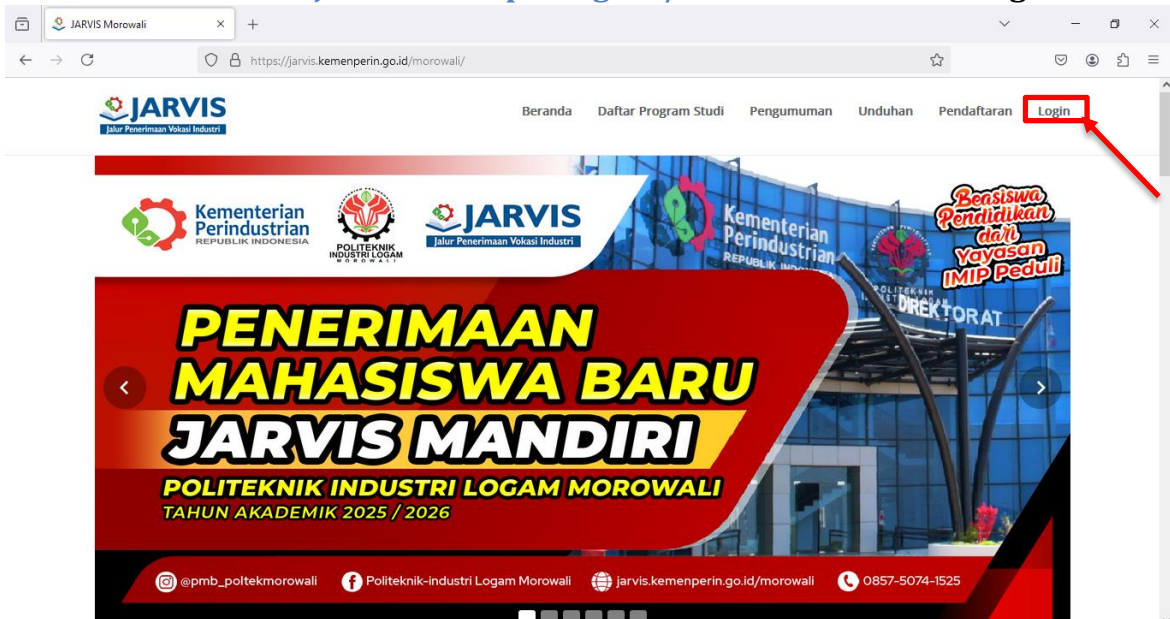 JARVIS Morowali
https://jarvis.kemenperin.go.id/morowali/
JARVIS
Jalur Penerimaan Vokasi Industri
Beranda Daftar Program Studi Pengumuman Unduhan Pendaftaran Login
Kementerian
Perindustrian
REPUBLIK INDONESIA
POLITEKNIK
INDUSTRI LOGAM
MOROWALI
JARVIS
Jalur Penerimaan Vokasi Industri
Kementerian
Perindustrian
REPUBLIK INDONESIA
Beasiswa
Pendidikan
dari
Yayasan
IMIP Peduli
DIREKTORAT
PENERIMAAN
MAHASISWA BARU
JARVIS MANDIRI
POLITEKNIK INDUSTRI LOGAM MOROWALI
TAHUN AKADEMIK 2025 / 2026
@pmb_poltekmorowali Politeknik-industri Logam Morowali jarvis.kemenperin.go.id/morowali 0857-5074-1525